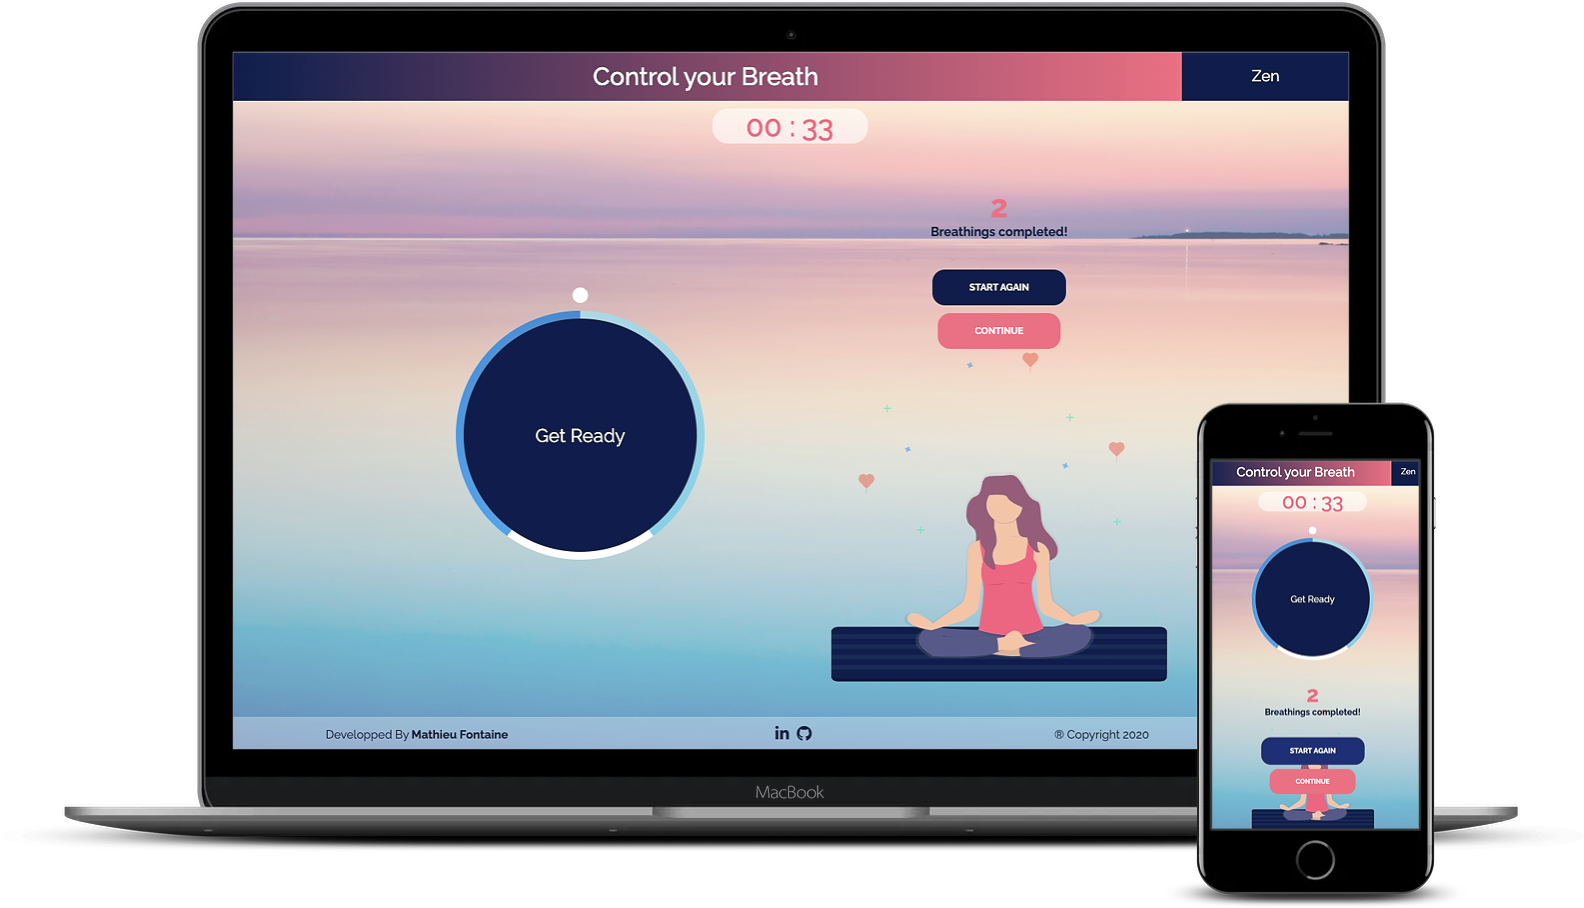 Control your Breath
Zen
00 : 33
2
Breathings completed!
START AGAIN
CONTINUE
Get Ready
Developped By Mathieu Fontaine
in
® Copyright 2020
MacBook
Control your Breath
Zen
00 : 33
Get Ready
2
Breathings completed!
START AGAIN
CONTINUE